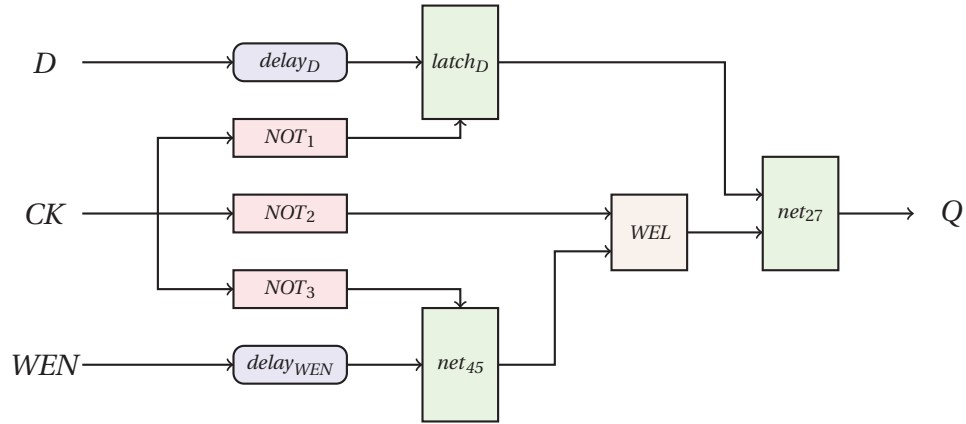 D
delay_D
latch_D
NOT_1
CK
NOT_2
WEL
net_27
Q
NOT_3
WEN
delay_WEN
net_45